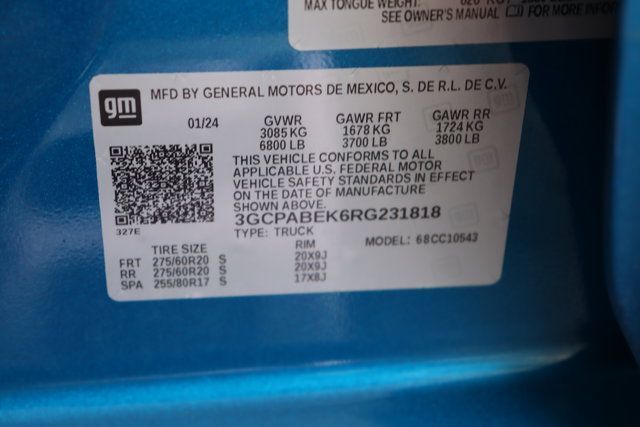 MAX TONGUE WEIGHT:
SEE OWNER'S MANUAL FOR MORE INFOR
gm
MFD BY GENERAL MOTORS DE MEXICO, S. DE R.L. DE C.V.
01/24 GVWR GAWR FRT GAWR RR
3085 KG 1678 KG 1724 KG
6800 LB 3700 LB 3800 LB
THIS VEHICLE CONFORMS TO ALL
APPLICABLE U.S. FEDERAL MOTOR
VEHICLE SAFETY STANDARDS IN EFFECT
ON THE DATE OF MANUFACTURE
SHOWN ABOVE.
3GCPABEK6RG231818
327E
TYPE: TRUCK MODEL: 68CC10543
TIRE SIZE RIM
FRT 275/60R20 S 20X9J
RR 275/60R20 S 20X9J
SPA 255/80R17 S 17X8J